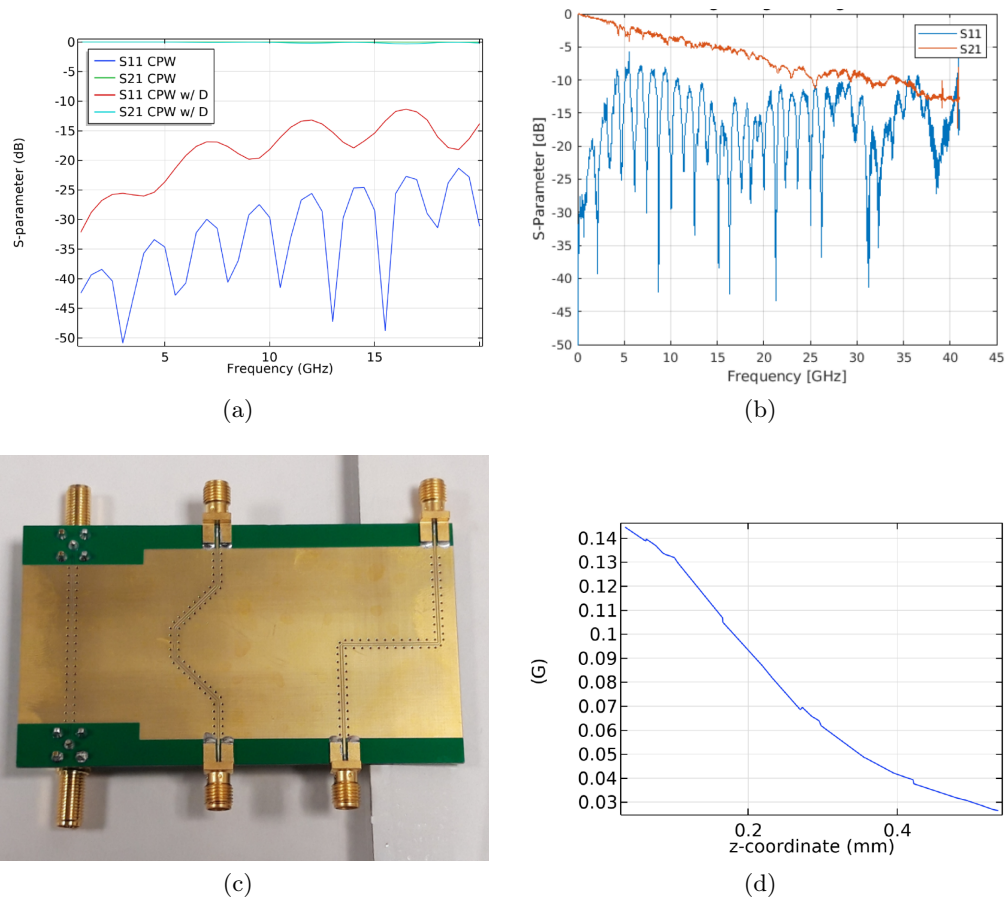 0
-5
-10
-15
-20
-25
-30
-35
-40
-45
-50
S-parameter (dB)
S11 CPW
S21 CPW
S11 CPW w/ D
S21 CPW w/ D
5 10 15
Frequency (GHz)
(a)
0
-5
-10
-15
-20
-25
-30
-35
-40
-45
-50
S-Parameter [dB]
S11
S21
0 5 10 15 20 25 30 35 40 45
Frequency [GHz]
(b)
(c)
0.14
0.13
0.12
0.11
0.1
0.09
0.08
0.07
0.06
0.05
0.04
0.03
(G)
0.2 0.4
z-coordinate (mm)
(d)